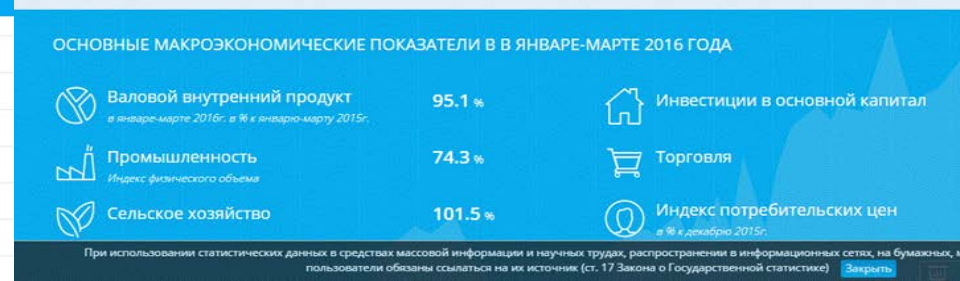 ОСНОВНЫЕ МАКРОЭКОНОМИЧЕСКИЕ ПОКАЗАТЕЛИ В В ЯНВАРЕ-МАРТЕ 2016 ГОДА
Валовой внутренний продукт 95.1 %
в январе-марте 2016г. в % к январю-марту 2015г.
Промышленность 74.3 %
Индекс физического объема
Сельское хозяйство 101.5 %
Инвестиции в основной капитал
Торговля
Индекс потребительских цен
в % к декабрю 2015г.
При использовании статистических данных в средствах массовой информации и научных трудах, распространении в информационных сетях, на бумажных,
пользователи обязаны ссылаться на их источник (ст. 17 Закона о Государственной статистике) Закрыть